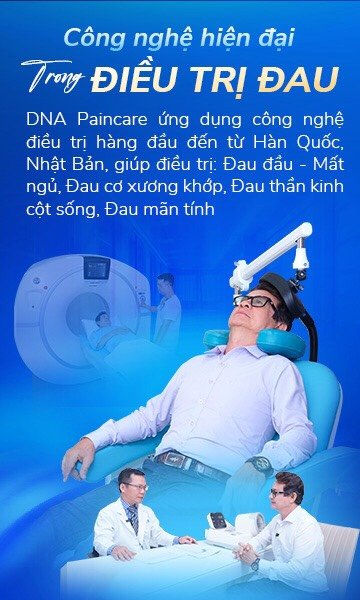 Công nghệ hiện đại
Trong ĐIỀU TRỊ ĐAU
DNA Paincare ứng dụng công nghệ
điều trị hàng đầu đến từ Hàn Quốc,
Nhật Bản, giúp điều trị: Đau đầu - Mất
ngủ, Đau cơ xương khớp, Đau thần kinh
cột sống, Đau mãn tính